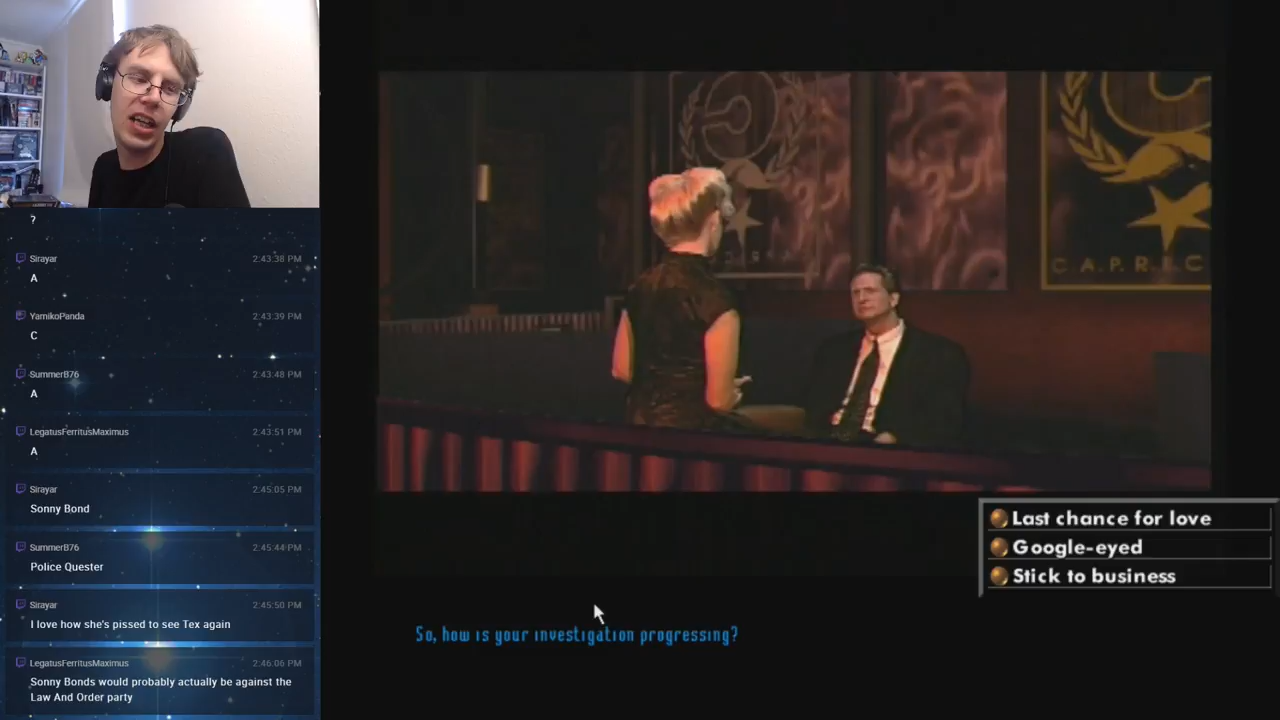 ?
Sirayar 2:43:38 PM
A
YamikoPanda 2:43:39 PM
C
SummerB76 2:43:48 PM
A
LegatusFerritusMaximus 2:43:51 PM
A
Sirayar 2:45:05 PM
Sonny Bond
SummerB76 2:45:44 PM
Police Quester
Sirayar 2:45:50 PM
I love how she's pissed to see Tex again
LegatusFerritusMaximus 2:46:06 PM
Sonny Bonds would probably actually be against the
Law And Order party
C.A.P.R.I.C
Last chance for love
Google-eyed
Stick to business
So, how is your investigation progressing?